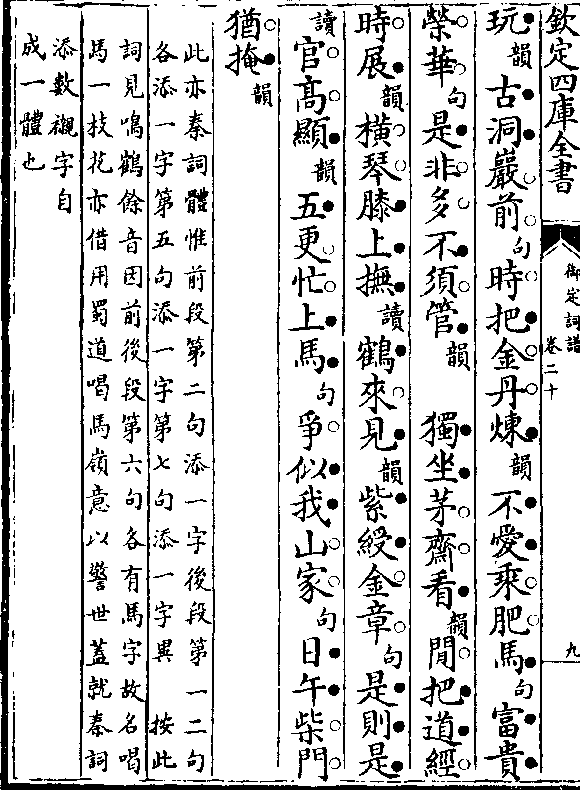 欽定四庫全書
御定詞譜
卷二十
九
玩韻古洞巖前句時把金丹煉韻不愛乘肥馬句富貴
榮華句是非多不須管韻　獨坐茅齋看韻閒把道經
時展韻橫琴膝上撫讀鶴來見韻紫綬金章句是則是
讀官高顯韻五更忙上馬句爭似我山家句日午柴門
猶掩韻
此亦秦詞體惟前段第二句添一字後段第一二句
各添一字第五句添一字第七句添一字異　按此
詞見鳴鶴餘音因前後段第六句各有馬字故名唱
馬一枝花亦借用蜀道唱馬嶺意以警世蓋就秦詞
添數襯字自
成一體也